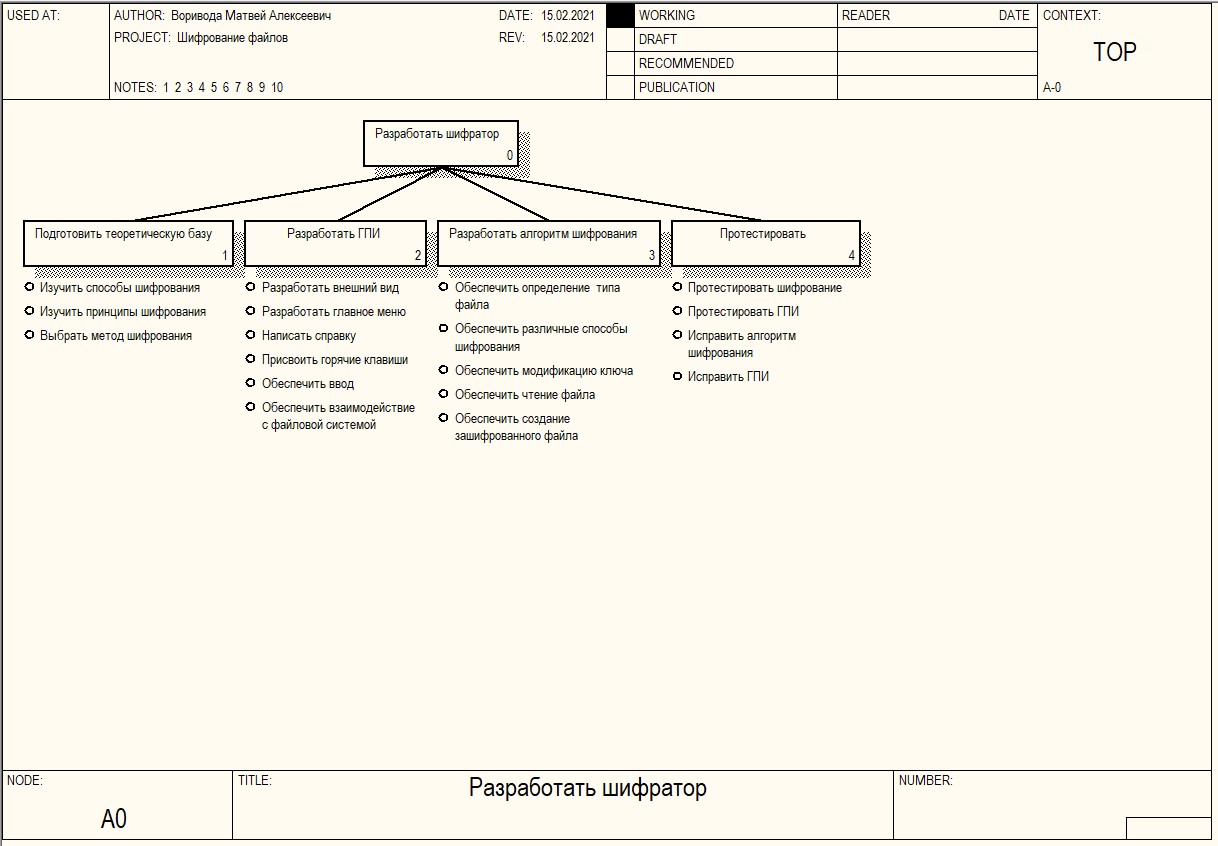 USED AT:
AUTHOR: Воривода Матвей Алексеевич
DATE: 15.02.2021
PROJECT: Шифрование файлов
REV: 15.02.2021
NOTES: 1 2 3 4 5 6 7 8 9 10
WORKING
DRAFT
RECOMMENDED
PUBLICATION
READER DATE
CONTEXT:
TOP
A-0
Разработать шифратор
0
Подготовить теоретическую базу
1
Разработать ГПИ
2
Разработать алгоритм шифрования
3
Протестировать
4
Изучить способы шифрования
Изучить принципы шифрования
Выбрать метод шифрования
Разработать внешний вид
Разработать главное меню
Написать справку
Присвоить горячие клавиши
Обеспечить ввод
Обеспечить взаимодействие
с файловой системой
Обеспечить определение типа
файла
Обеспечить различные способы
шифрования
Обеспечить модификацию ключа
Обеспечить чтение файла
Обеспечить создание
зашифрованного файла
Протестировать шифрование
Протестировать ГПИ
Исправить алгоритм
шифрования
Исправить ГПИ
NODE:
A0
TITLE:
Разработать шифратор
NUMBER: